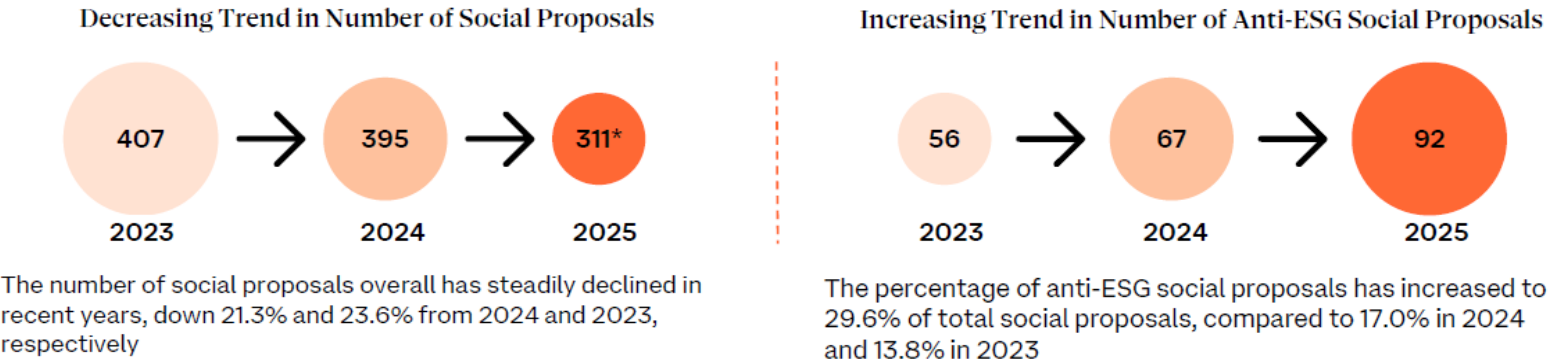 Decreasing Trend in Number of Social Proposals
407
395
311*
2023
2024
2025
The number of social proposals overall has steadily declined in
recent years, down 21.3% and 23.6% from 2024 and 2023,
respectively
Increasing Trend in Number of Anti-ESG Social Proposals
56
67
92
2023
2024
2025
The percentage of anti-ESG social proposals has increased to
29.6% of total social proposals, compared to 17.0% in 2024
and 13.8% in 2023